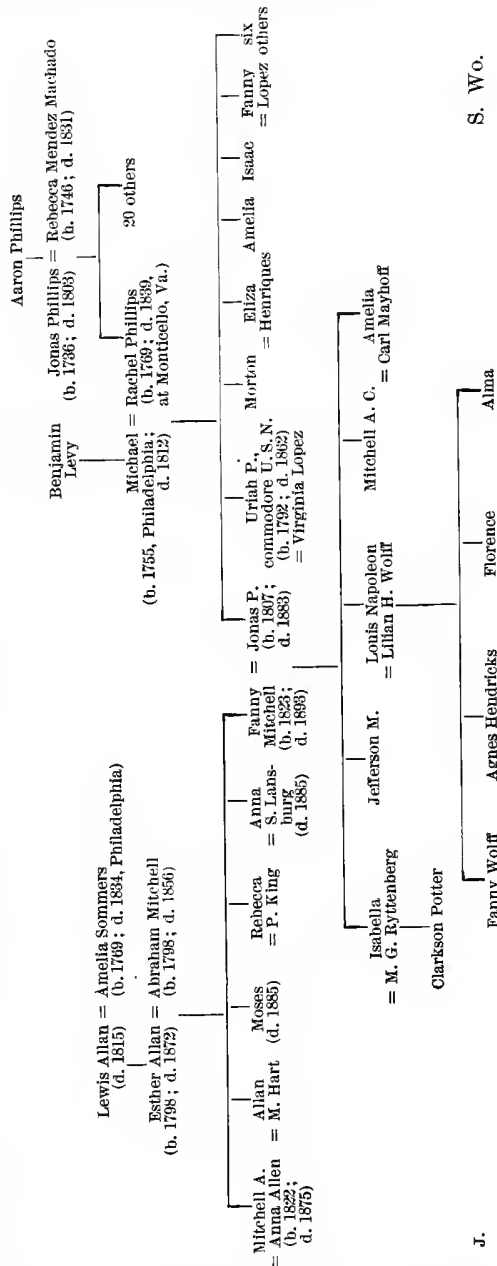 Aaron Phillips
Jonas Phillips = Rebecca Mendez Machado
(b. 1736; d. 1803) (b. 1746; d. 1831)
Benjamin
Levy
Michael = Rachel Phillips
(b. 1755, Philadelphia; (b. 1769; d. 1839,
d. 1812) at Monticello, Va.)
20 others
Lewis Allan = Amelia Sommers
(d. 1815) (b. 1769; d. 1834, Philadelphia)
Esther Allan = Abraham Mitchell
(b. 1798; d. 1872) (b. 1798; d. 1856)
Mitchell A.
= Anna Allen
(b. 1822;
d. 1875)
Allan
= M. Hart
Moses
(d. 1885)
Rebecca
= P. King
Anna
= S. Lans-
burg
(d. 1885)
Fanny
Mitchell
(b. 1823;
d. 1893)
= Jonas P.
(b. 1807;
d. 1883)
Uriah P.,
commodore U. S. N.
(b. 1792; d. 1862)
= Virginia Lopez
Morton
Eliza
= Henriques
Amelia
Isaac
Fanny
= Lopez
six
others
Isabella
= M. G. Ryttenberg
Jefferson M.
Louis Napoleon
= Lilian H. Wolff
Mitchell A. C.
Amelia
= Carl Mayhoff
Clarkson Potter
Fanny Wolff
Agnes Hendricks
Florence
Alma
J.
S. Wo.